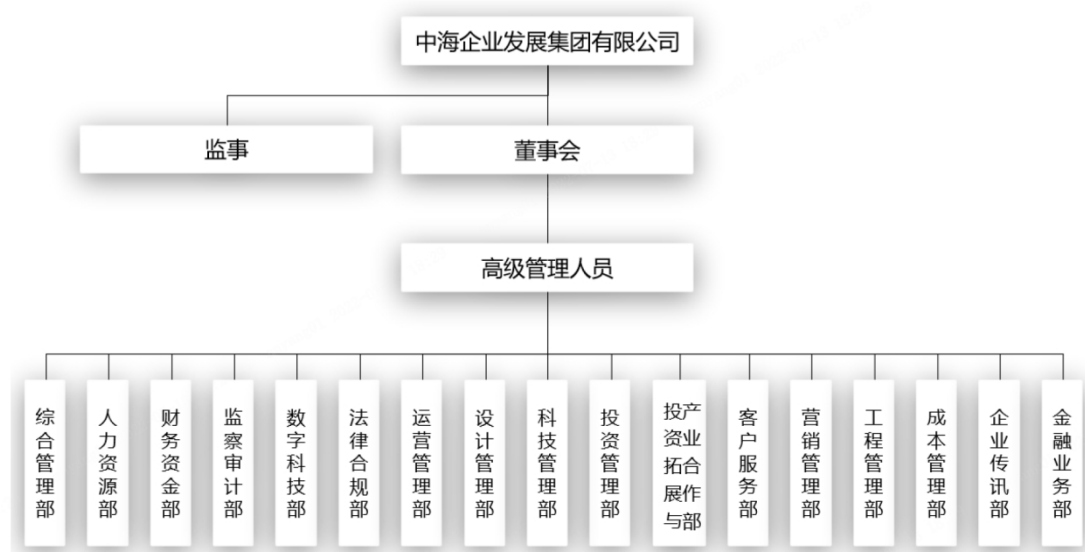 中海企业发展集团有限公司
监事
董事会
高级管理人员
综合管理部
人力资源部
财务资金部
监察审计部
数字科技部
法律合规部
运营管理部
设计管理部
科技管理部
投资管理部
投资拓展与
产业合作部
客户服务部
营销管理部
工程管理部
成本管理部
企业传讯部
金融业务部